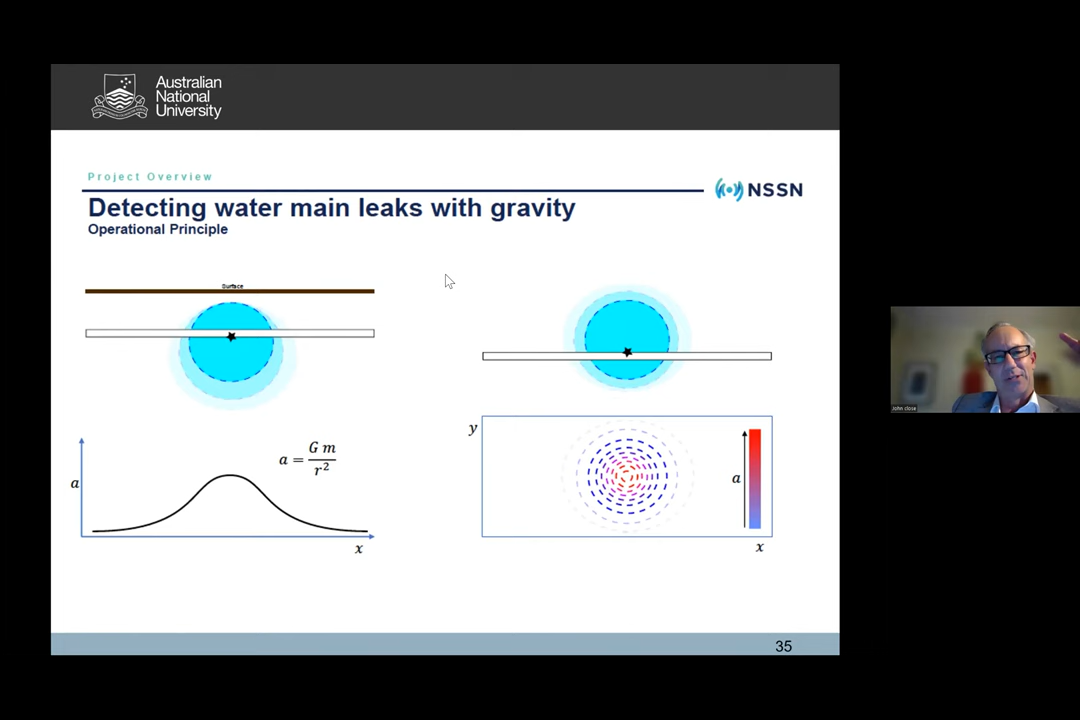 Australian
National
University
Project Overview
NSSN
Detecting water main leaks with gravity
Operational Principle
Surface
a
a = G m / r²
x
y
a
x
35
John close